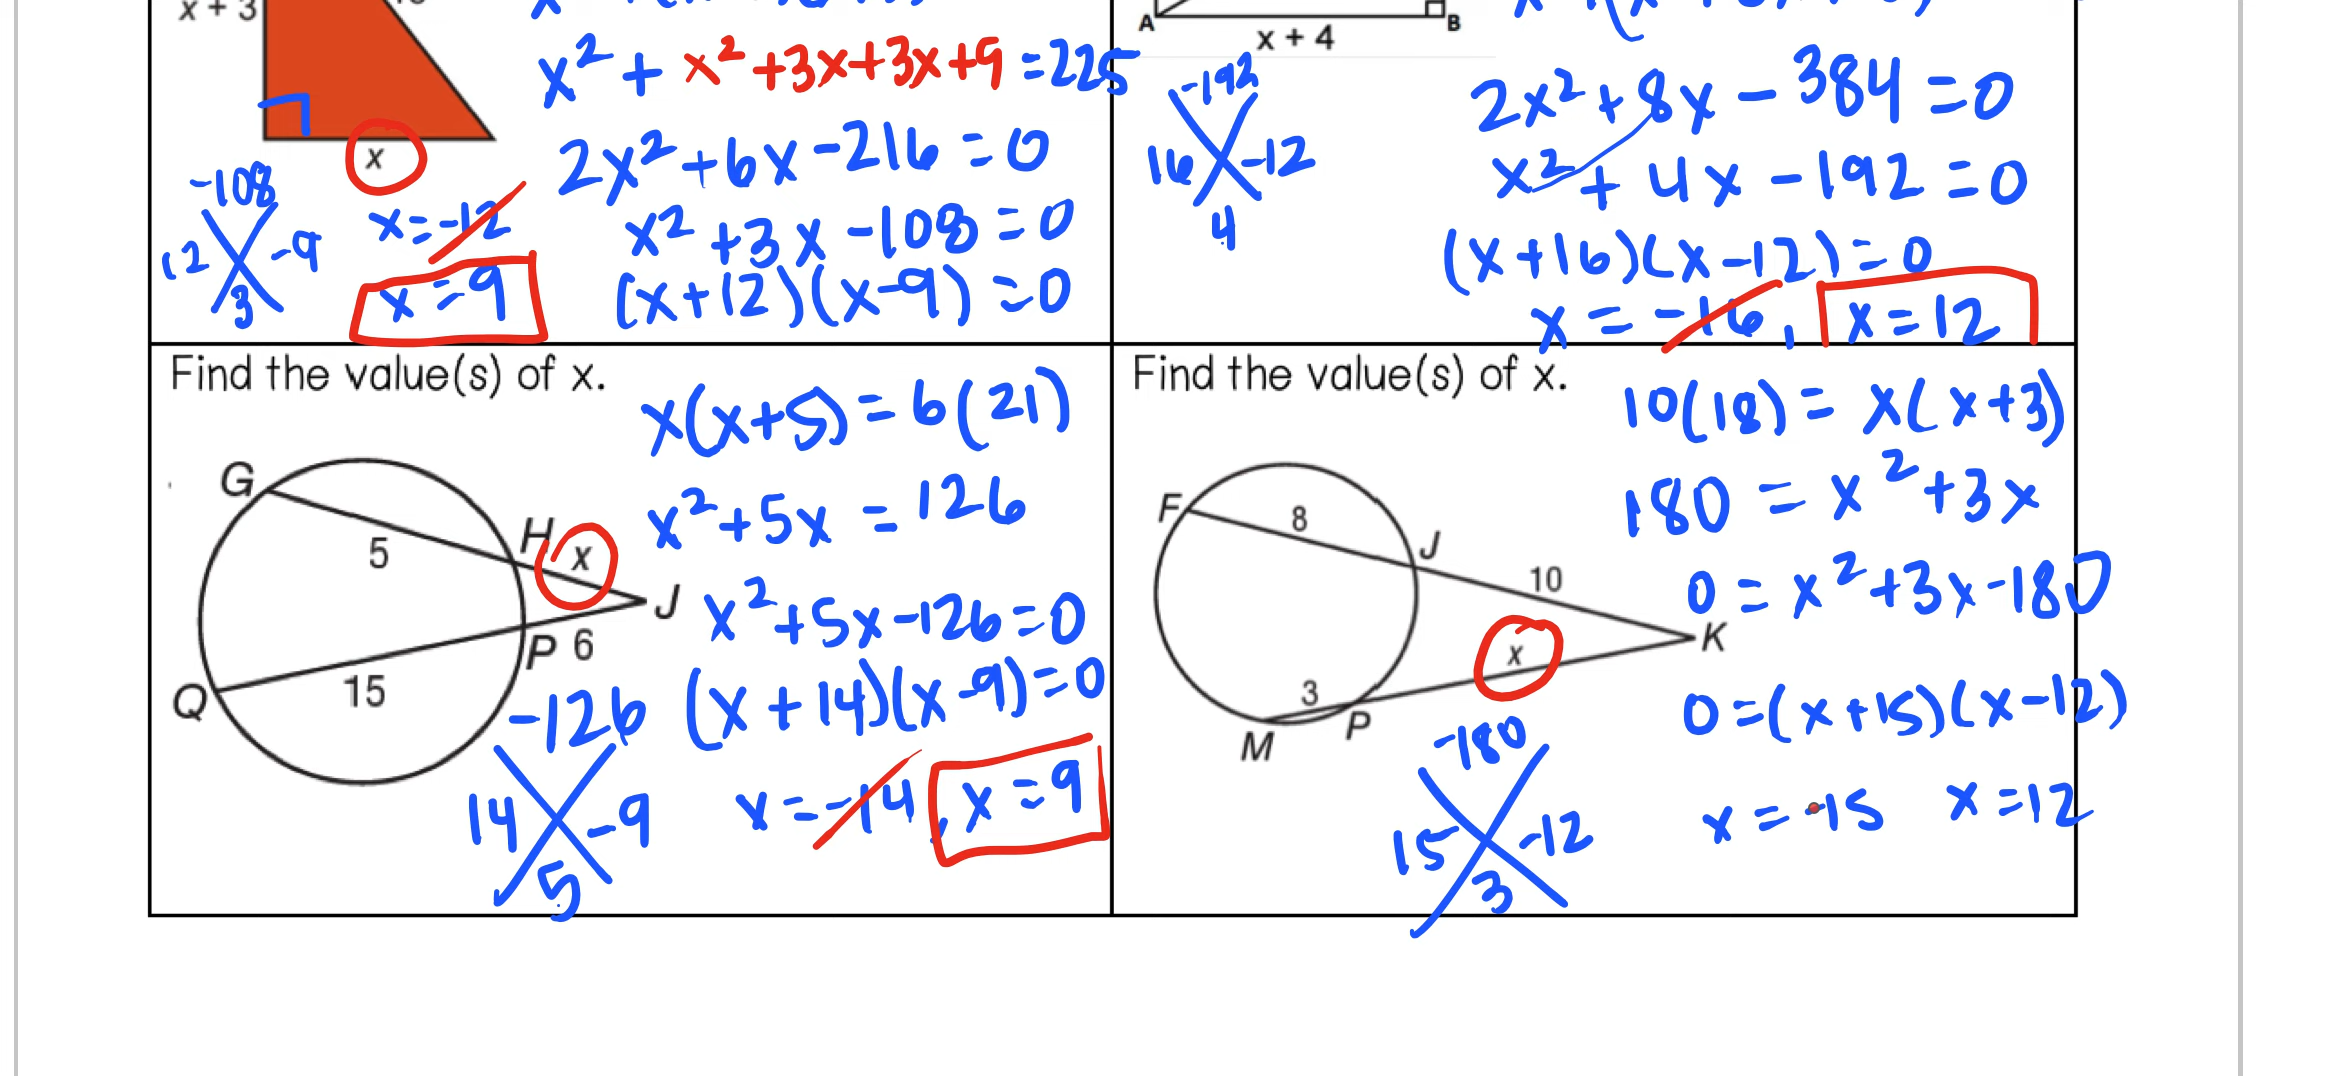 x + 3
x² + x² +3x+3x+9 =225
x
2x² +6x -216 =0
-108
12 -9
3
x=-12
x² +3x -108 =0
x=9
(x+12)(x-9) =0
A
B
x + 4
-192
16 -12
4
2x²+8x - 384 =0
x² + 4x -192 =0
(x+16)(x-12)=0
x = -16, x=12
Find the value(s) of x.
x(x+5)=6(21)
x²+5x = 126
G
H
x
5
J
P 6
Q
15
x²+5x-126=0
(x+14)(x-9)=0
-126
14 -9
5
x=-14, x=9
Find the value(s) of x.
10(18) = x(x+3)
180 = x²+3x
F
8
J
10
0 = x²+3x-180
K
x
3
M
P
0=(x+15)(x-12)
-180
15 -12
3
x = -15 x=12